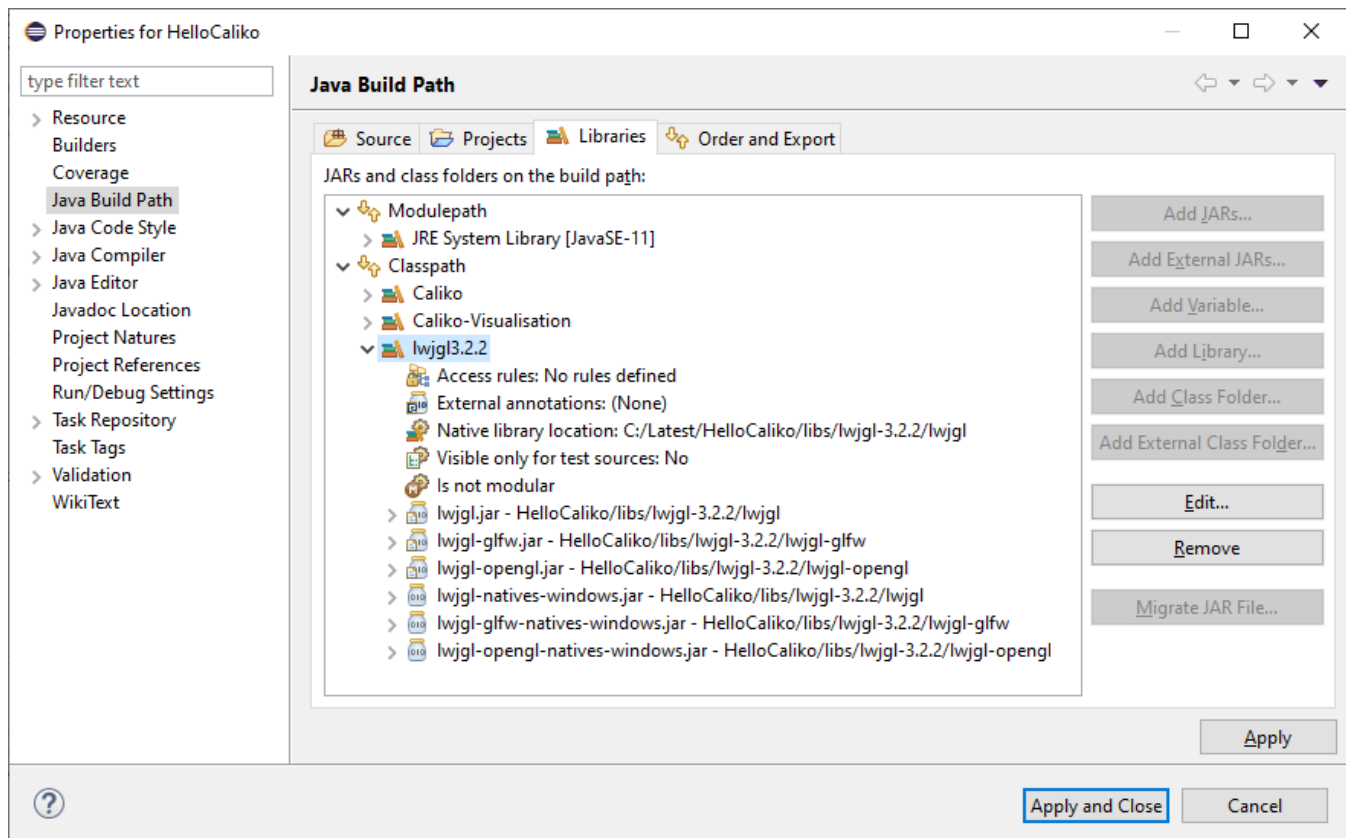 Properties for HelloCaliko
type filter text
Resource
Builders
Coverage
Java Build Path
Java Code Style
Java Compiler
Java Editor
Javadoc Location
Project Natures
Project References
Run/Debug Settings
Task Repository
Task Tags
Validation
WikiText
Java Build Path
Source Projects Libraries Order and Export
JARs and class folders on the build path:
Modulepath
JRE System Library [JavaSE-11]
Classpath
Caliko
Caliko-Visualisation
lwjgl3.2.2
Access rules: No rules defined
External annotations: (None)
Native library location: C:/Latest/HelloCaliko/libs/lwjgl-3.2.2/lwjgl
Visible only for test sources: No
Is not modular
lwjgl.jar - HelloCaliko/libs/lwjgl-3.2.2/lwjgl
lwjgl-glfw.jar - HelloCaliko/libs/lwjgl-3.2.2/lwjgl-glfw
lwjgl-opengl.jar - HelloCaliko/libs/lwjgl-3.2.2/lwjgl-opengl
lwjgl-natives-windows.jar - HelloCaliko/libs/lwjgl-3.2.2/lwjgl
lwjgl-glfw-natives-windows.jar - HelloCaliko/libs/lwjgl-3.2.2/lwjgl-glfw
lwjgl-opengl-natives-windows.jar - HelloCaliko/libs/lwjgl-3.2.2/lwjgl-opengl
Add JARs...
Add External JARs...
Add Variable...
Add Library...
Add Class Folder...
Add External Class Folder...
Edit...
Remove
Migrate JAR File...
Apply
Apply and Close
Cancel